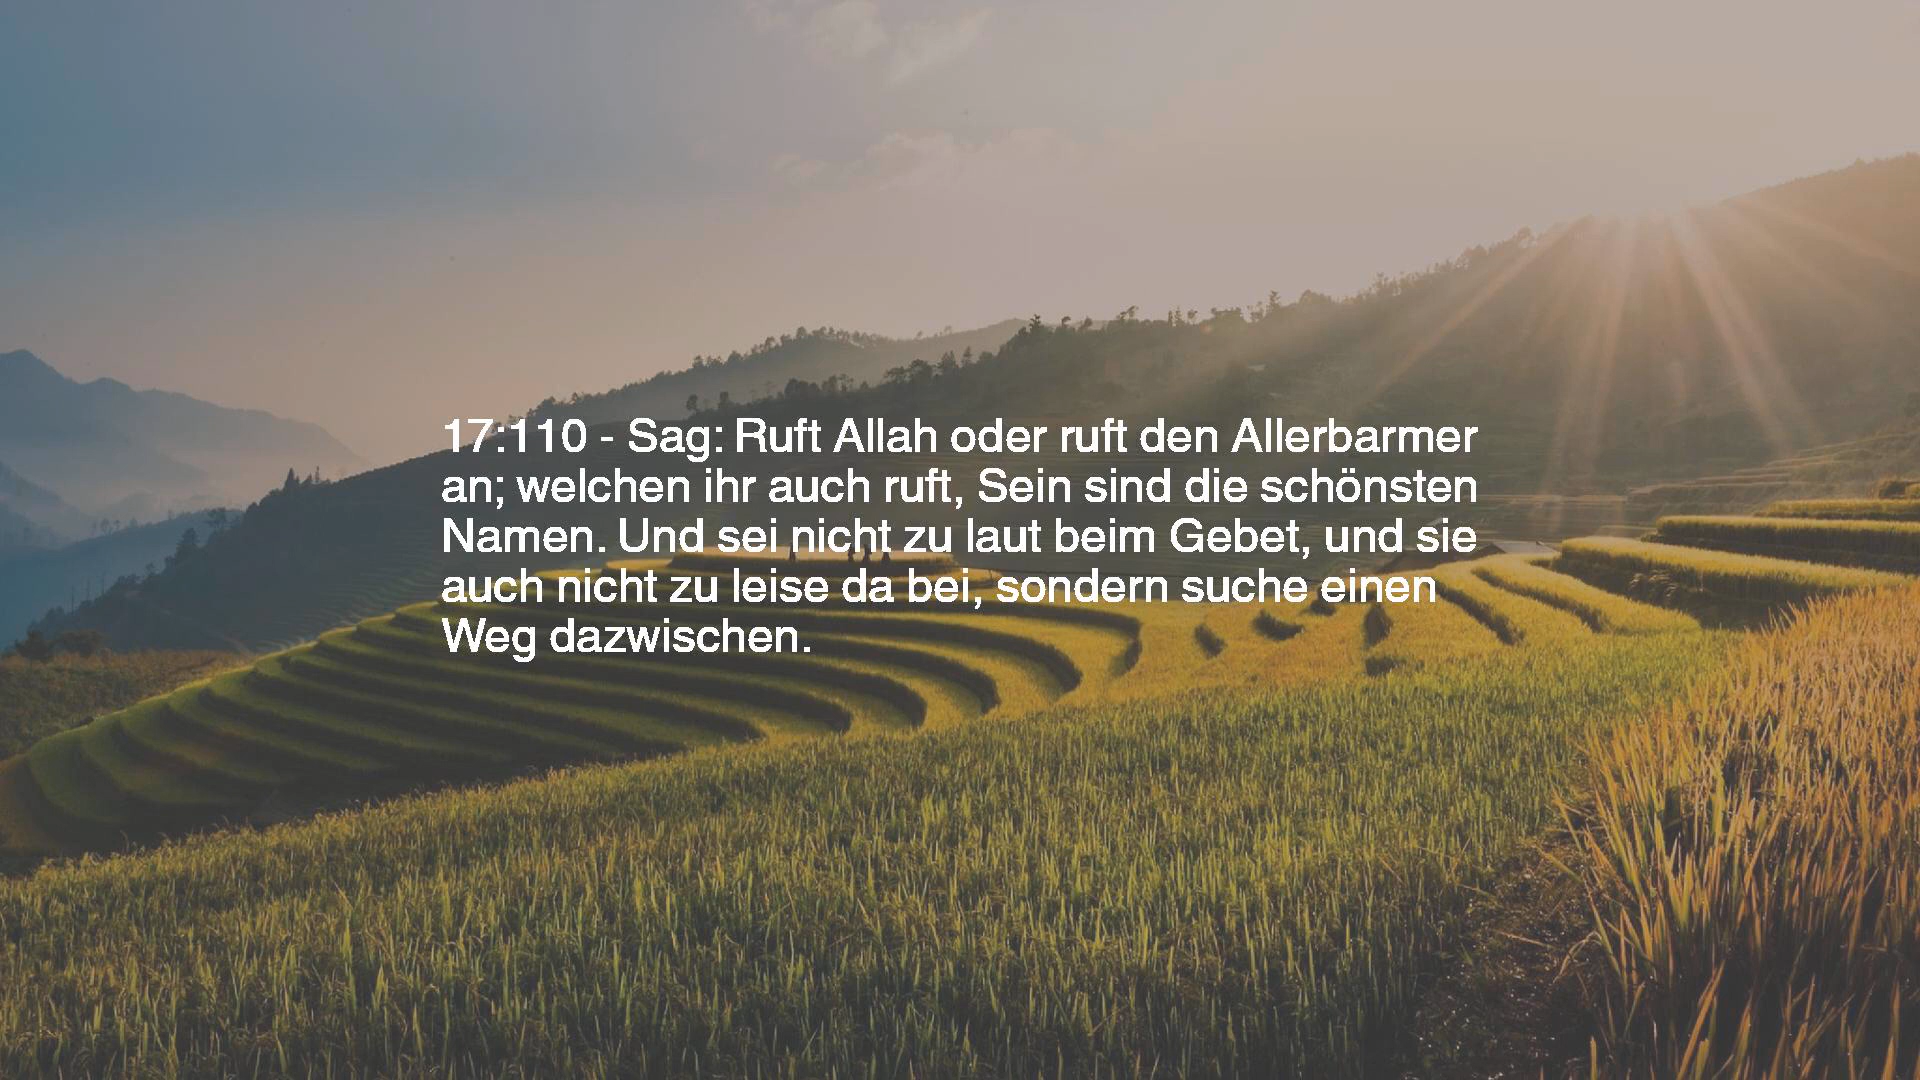 17:110 - Sag: Ruft Allah oder ruft den Allerbarmer
an; welchen ihr auch ruft, Sein sind die schönsten
Namen. Und sei nicht zu laut beim Gebet, und sie
auch nicht zu leise da bei, sondern suche einen
Weg dazwischen.